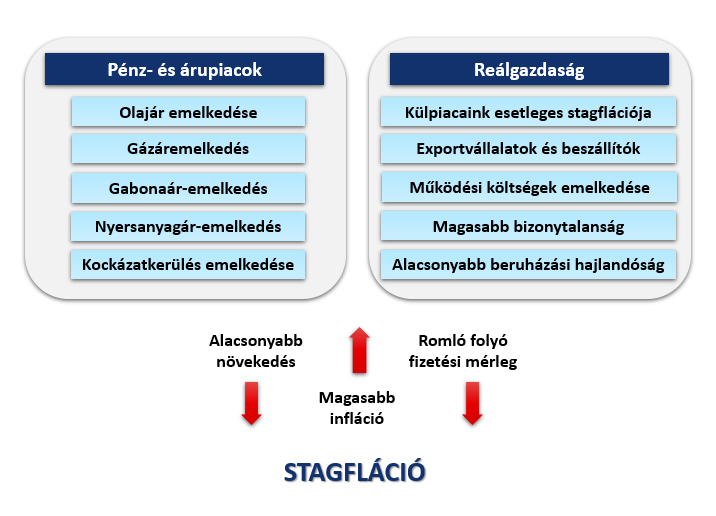 Pénz- és árupiacok
Olajár emelkedése
Gázáremelkedés
Gabonaár-emelkedés
Nyersanyagár-emelkedés
Kockázatkerülés emelkedése
Reálgazdaság
Külpiacaink esetleges stagflációja
Exportvállalatok és beszállítók
Működési költségek emelkedése
Magasabb bizonytalanság
Alacsonyabb beruházási hajlandóság
Alacsonyabb
növekedés
Magasabb
infláció
Romló folyó
fizetési mérleg
STAGFLÁCIÓ